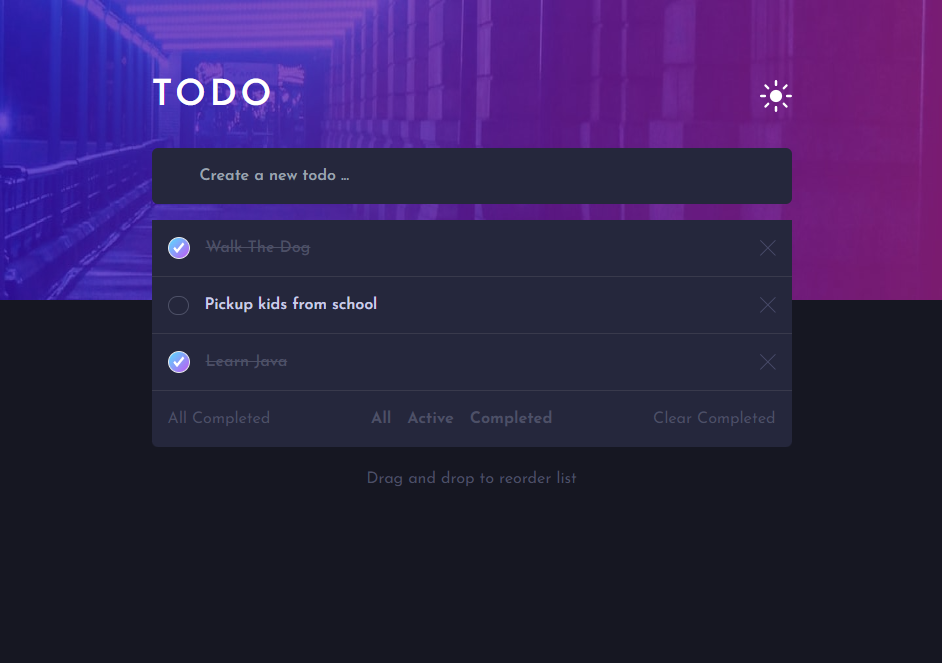 TODO
Create a new todo ...
Walk The Dog
Pickup kids from school
Learn Java
All Completed All Active Completed Clear Completed
Drag and drop to reorder list